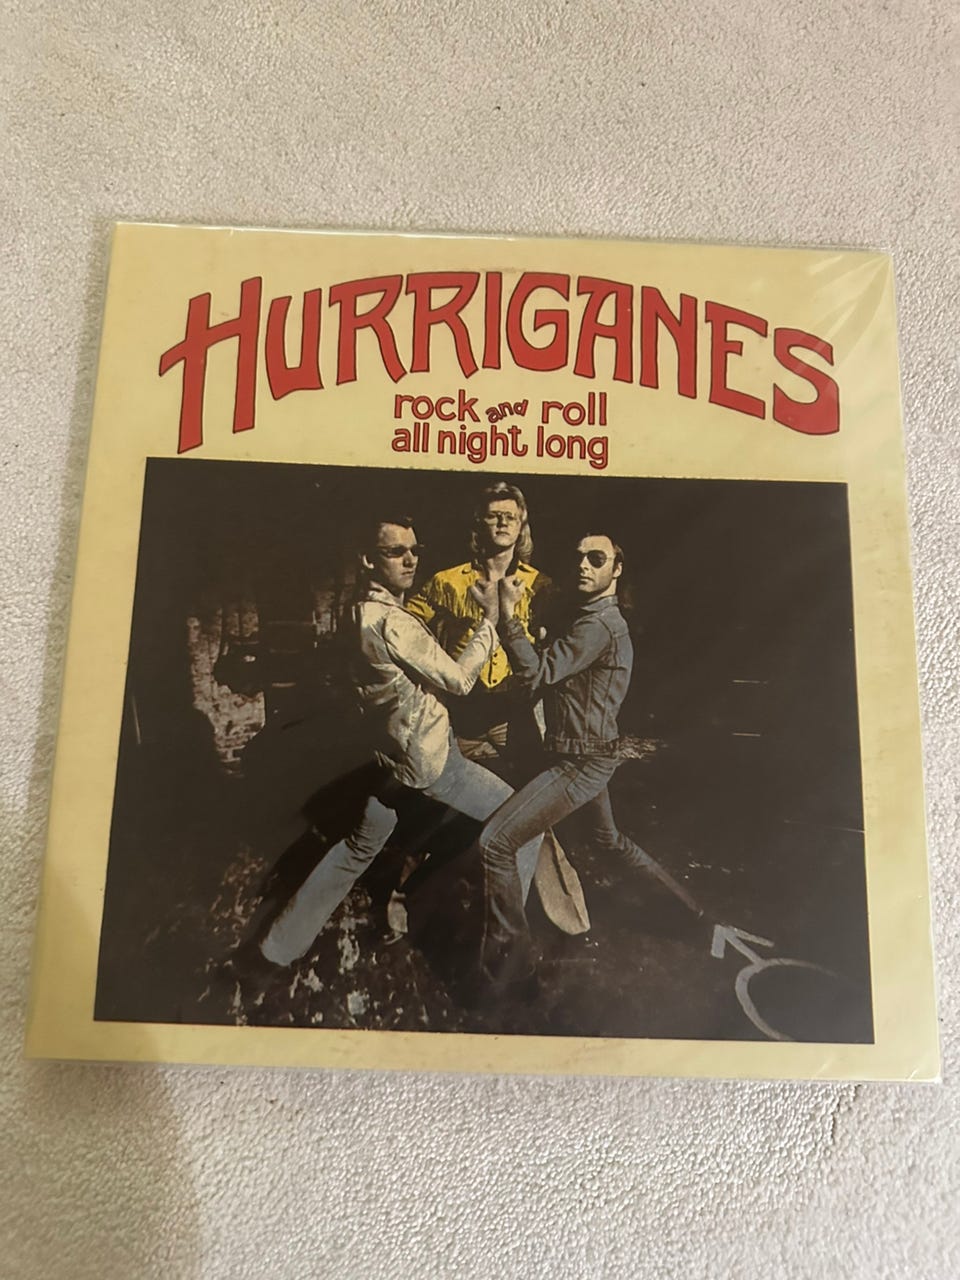 HURRIGANES
rock and roll
all night long